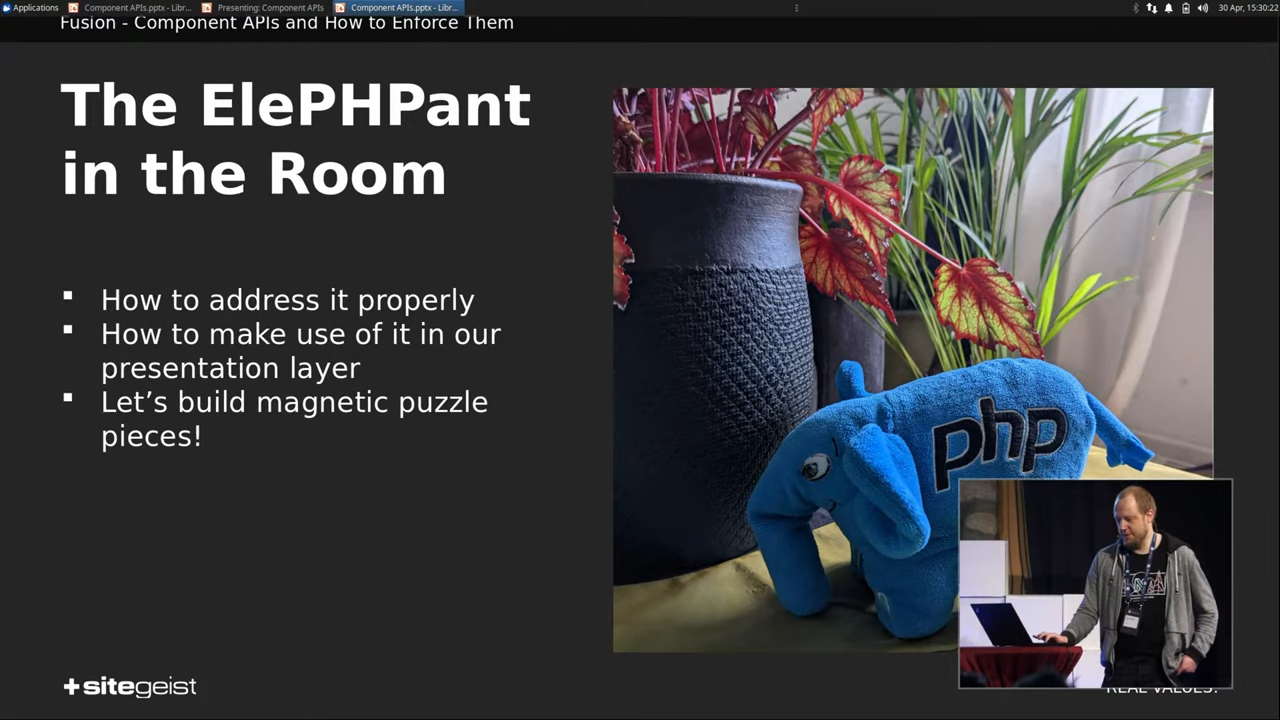 Applications
Component APIs.pptx - Libr...
Presenting: Component APIs
Component APIs.pptx - Libr...
30 Apr, 15:30:22
Fusion - Component APIs and How to Enforce Them
The ElePHPant
in the Room
▪ How to address it properly
▪ How to make use of it in our
presentation layer
▪ Let’s build magnetic puzzle
pieces!
php
+sitegeist
REAL VALUES.